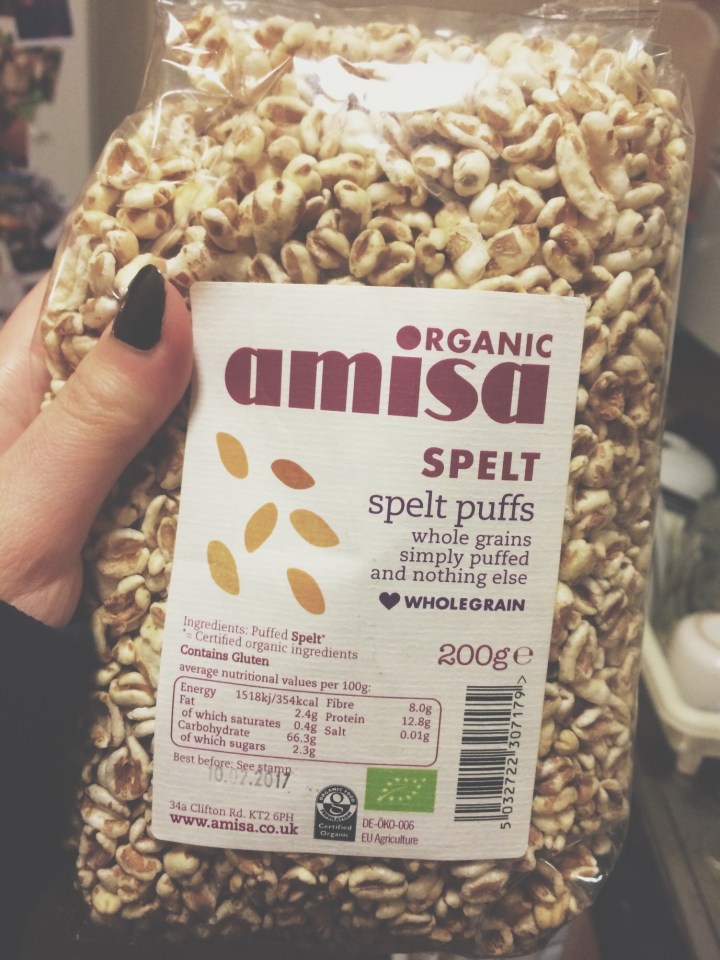 ORGANIC
amisa
SPELT
spelt puffs
whole grains
simply puffed
and nothing else
WHOLEGRAIN
200g e
Ingredients: Puffed Spelt*
*= Certified organic ingredients
Contains Gluten
average nutritional values per 100g:
Energy 1518kj/354kcal
Fat 2.4g
of which saturates 0.4g
Carbohydrate 66.3g
of which sugars 2.3g
Fibre 8.0g
Protein 12.8g
Salt 0.01g
Best before: See stamp
10.02.2017
34a Clifton Rd. KT2 6PH
www.amisa.co.uk
Certified
Organic
DE-ÖKO-006
EU Agriculture
5 032722 307179 >